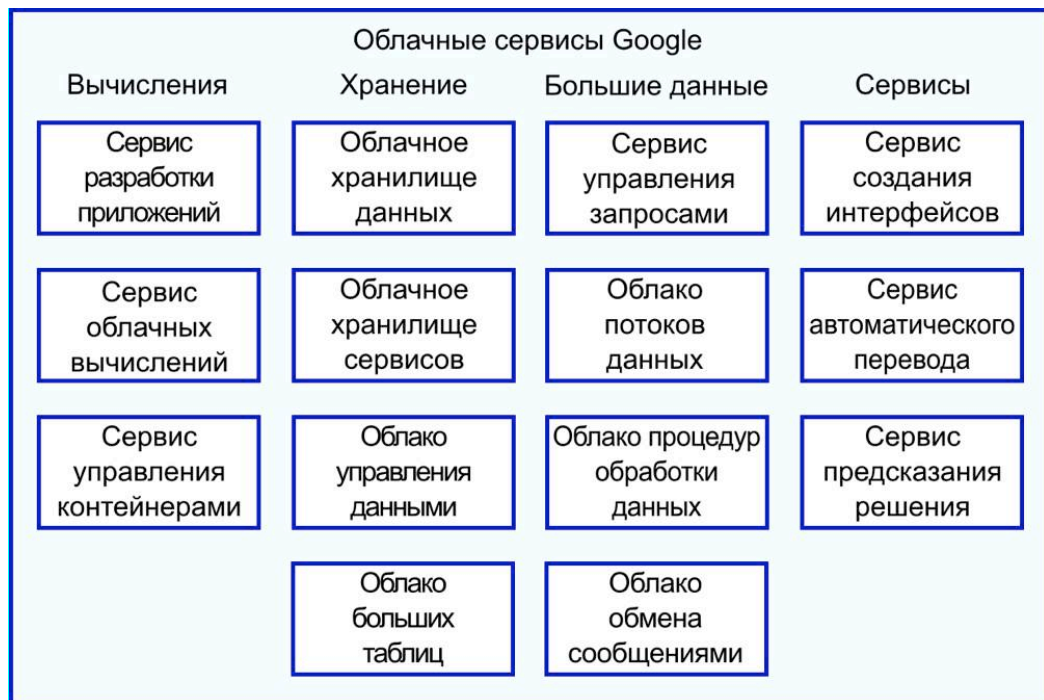 Облачные сервисы Google
Вычисления
Хранение
Большие данные
Сервисы
Сервис
разработки
приложений
Облачное
хранилище
данных
Сервис
управления
запросами
Сервис
создания
интерфейсов
Сервис
облачных
вычислений
Облачное
хранилище
сервисов
Облако
потоков
данных
Сервис
автоматического
перевода
Сервис
управления
контейнерами
Облако
управления
данными
Облако процедур
обработки
данных
Сервис
предсказания
решения
Облако
больших
таблиц
Облако
обмена
сообщениями